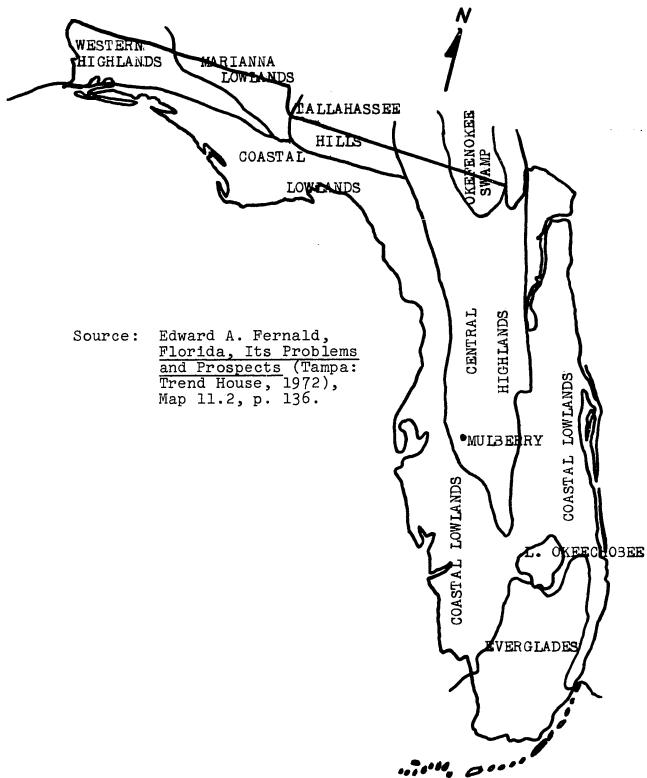 N
WESTERN
HIGHLANDS
MARIANNA
LOWLANDS
TALLAHASSEE
HILLS
COASTAL
LOWLANDS
OKEFENOKEE
SWAMP
Source: Edward A. Fernald,
Florida, Its Problems
and Prospects (Tampa:
Trend House, 1972),
Map 11.2, p. 136.
CENTRAL
HIGHLANDS
MULBERRY
COASTAL LOWLANDS
COASTAL LOWLANDS
L. OKEECHOBEE
EVERGLADES